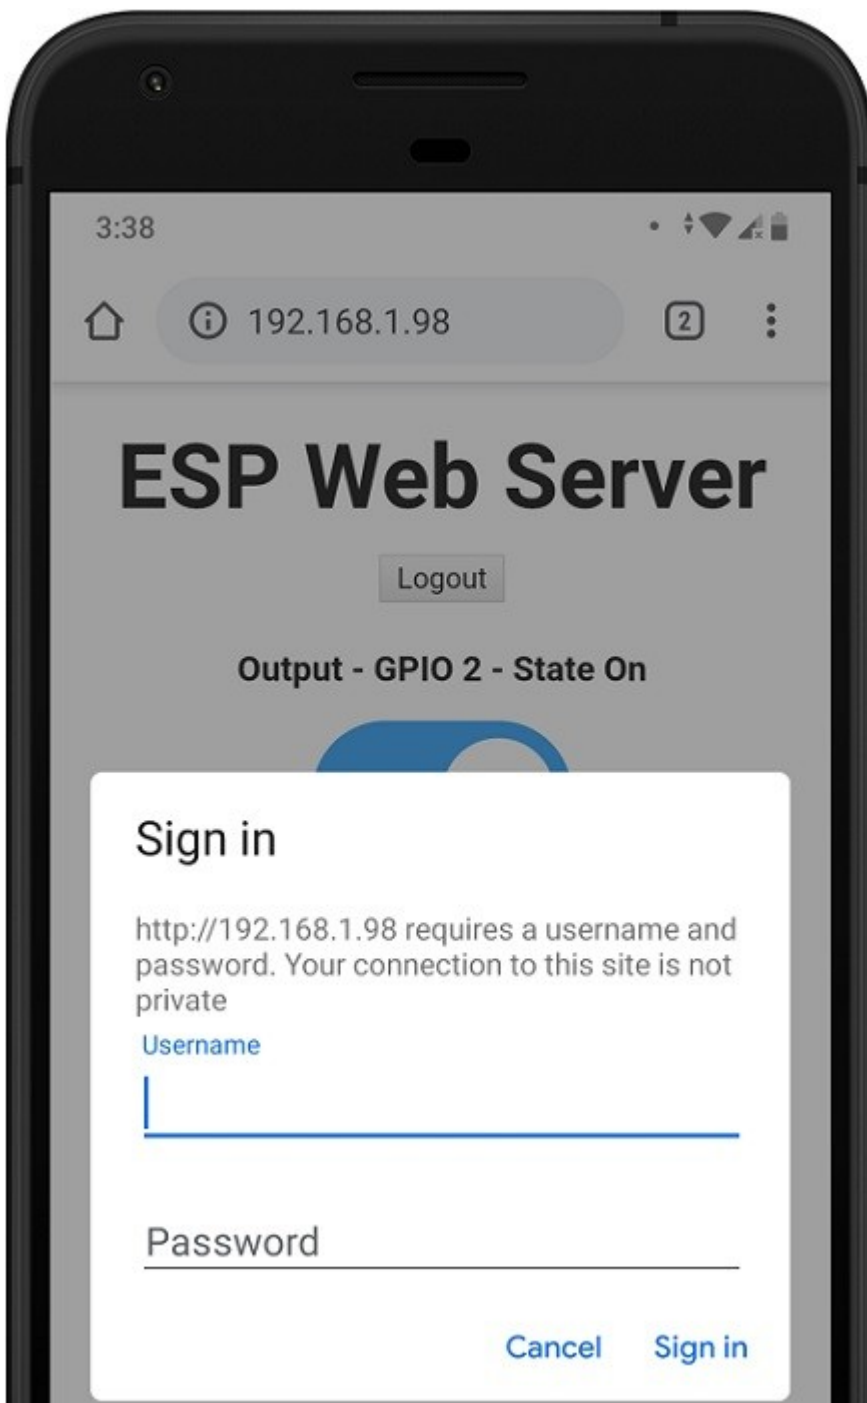 3:38
192.168.1.98
2
ESP Web Server
Logout
Output - GPIO 2 - State On
Sign in
http://192.168.1.98 requires a username and
password. Your connection to this site is not
private
Username
Password
Cancel
Sign in